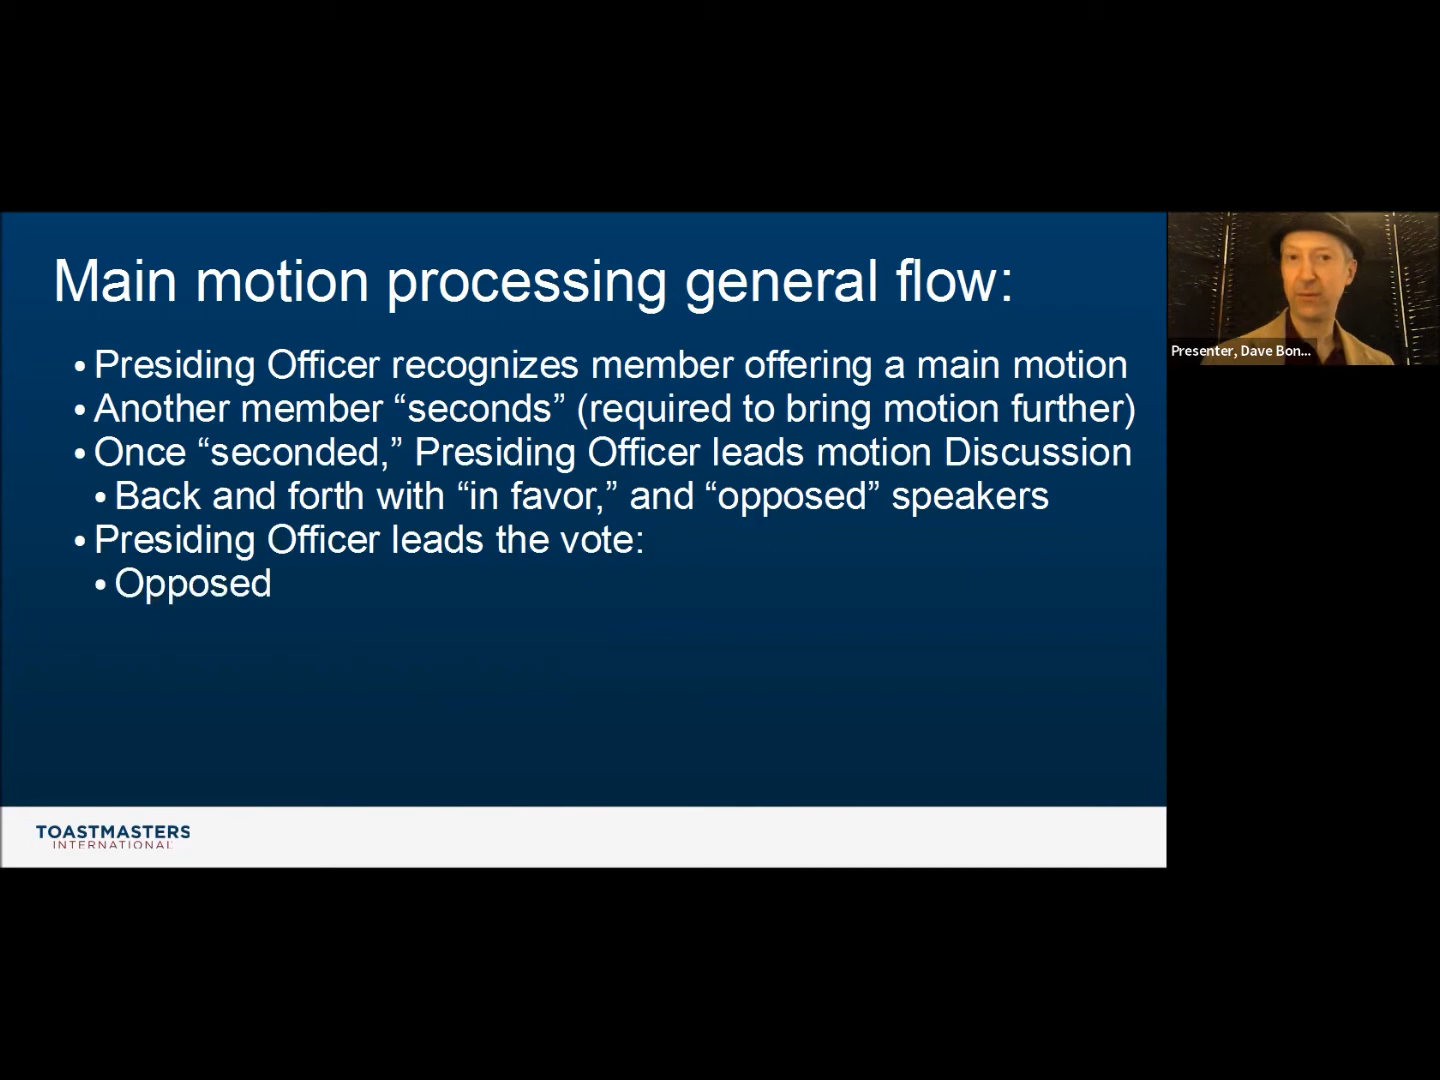 Main motion processing general flow:
• Presiding Officer recognizes member offering a main motion
• Another member “seconds” (required to bring motion further)
• Once “seconded,” Presiding Officer leads motion Discussion
• Back and forth with “in favor,” and “opposed” speakers
• Presiding Officer leads the vote:
• Opposed
Presenter, Dave Bon...
TOASTMASTERS
INTERNATIONAL